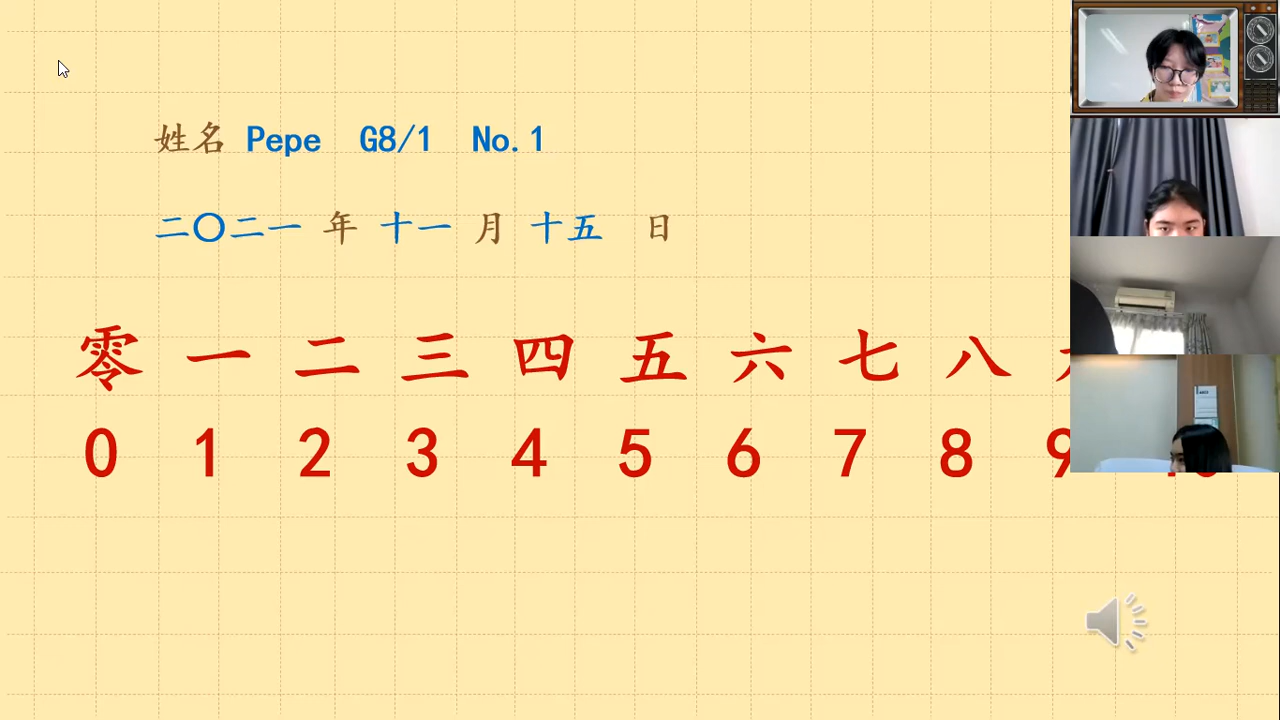 姓名 Pepe G8/1 No.1
二〇二一 年 十一 月 十五 日
零 一 二 三 四 五 六 七 八
0 1 2 3 4 5 6 7 8 9